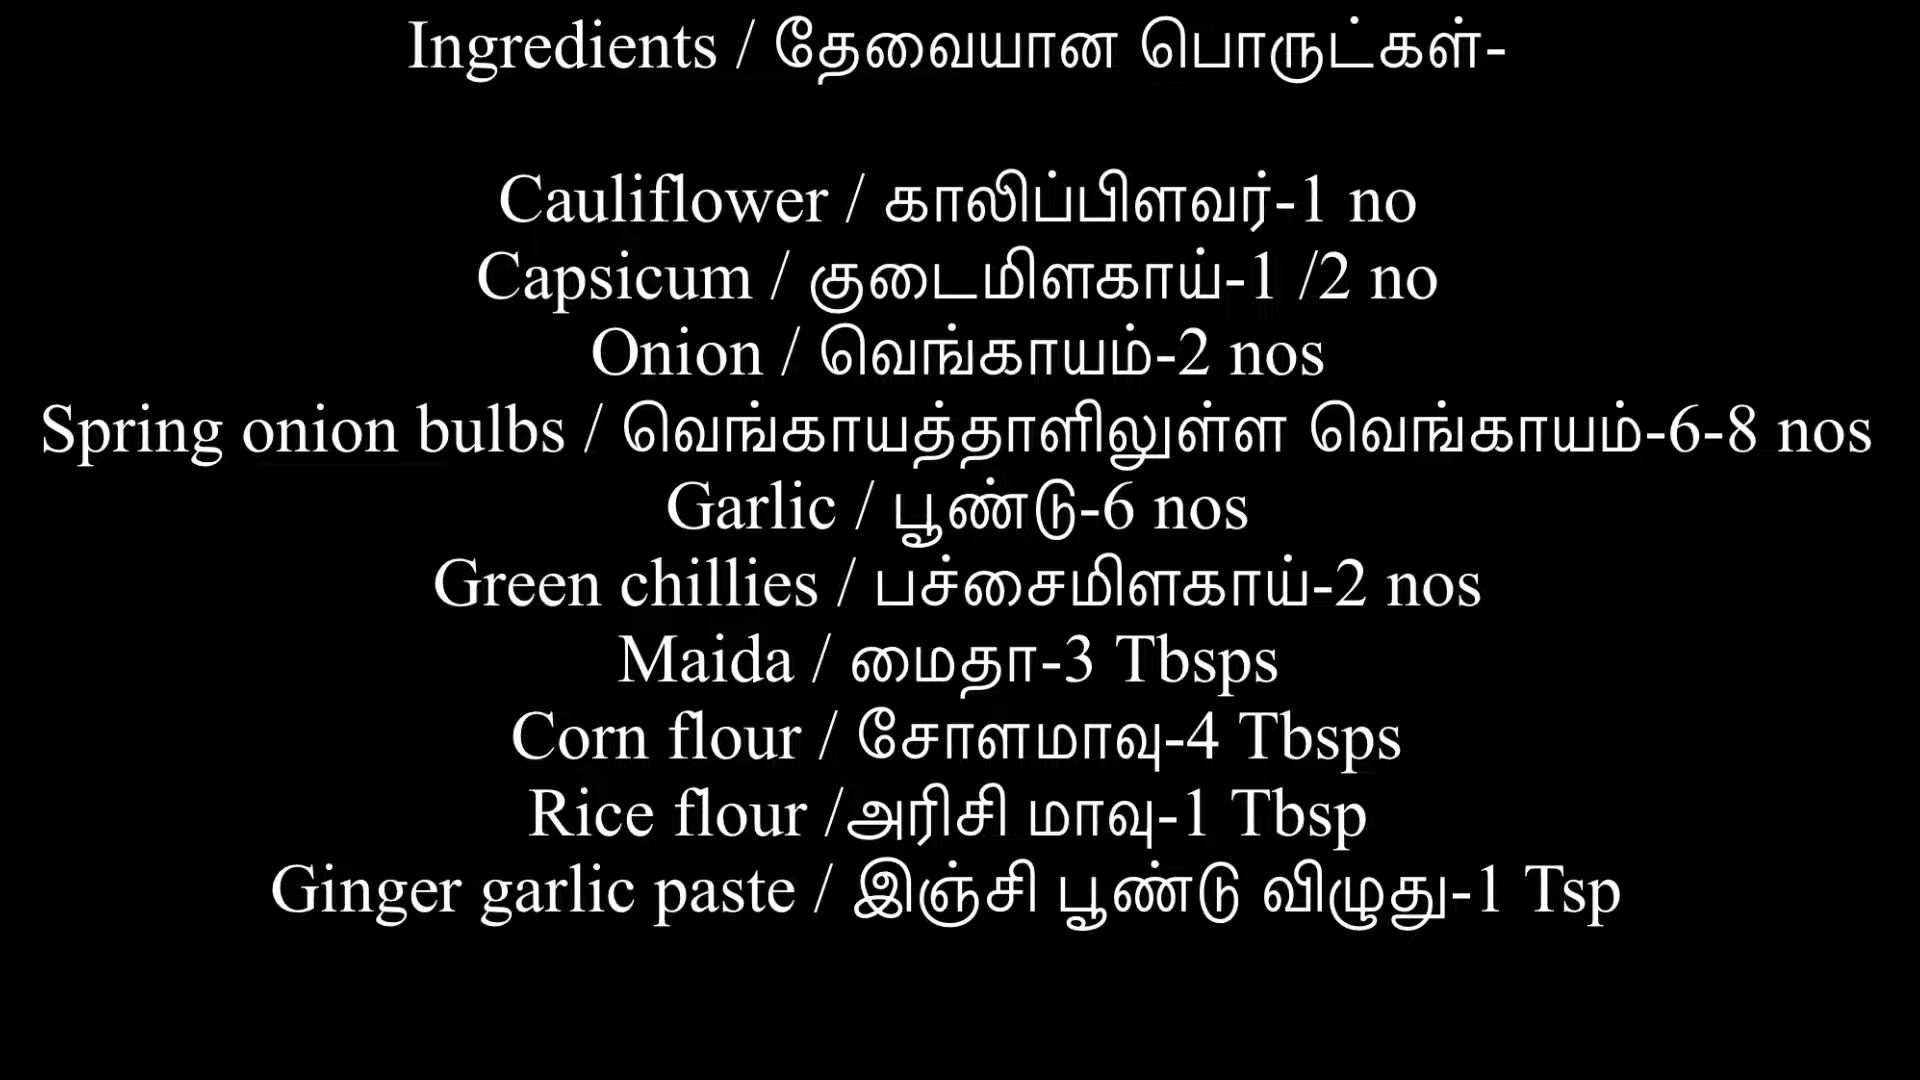 Ingredients / தேவையான பொருட்கள்-
Cauliflower / காலிப்பிளவர்-1 no
Capsicum / குடைமிளகாய்-1 /2 no
Onion / வெங்காயம்-2 nos
Spring onion bulbs / வெங்காயத்தாளிலுள்ள வெங்காயம்-6-8 nos
Garlic / பூண்டு-6 nos
Green chillies / பச்சைமிளகாய்-2 nos
Maida / மைதா-3 Tbsps
Corn flour / சோளமாவு-4 Tbsps
Rice flour /அரிசி மாவு-1 Tbsp
Ginger garlic paste / இஞ்சி பூண்டு விழுது-1 Tsp